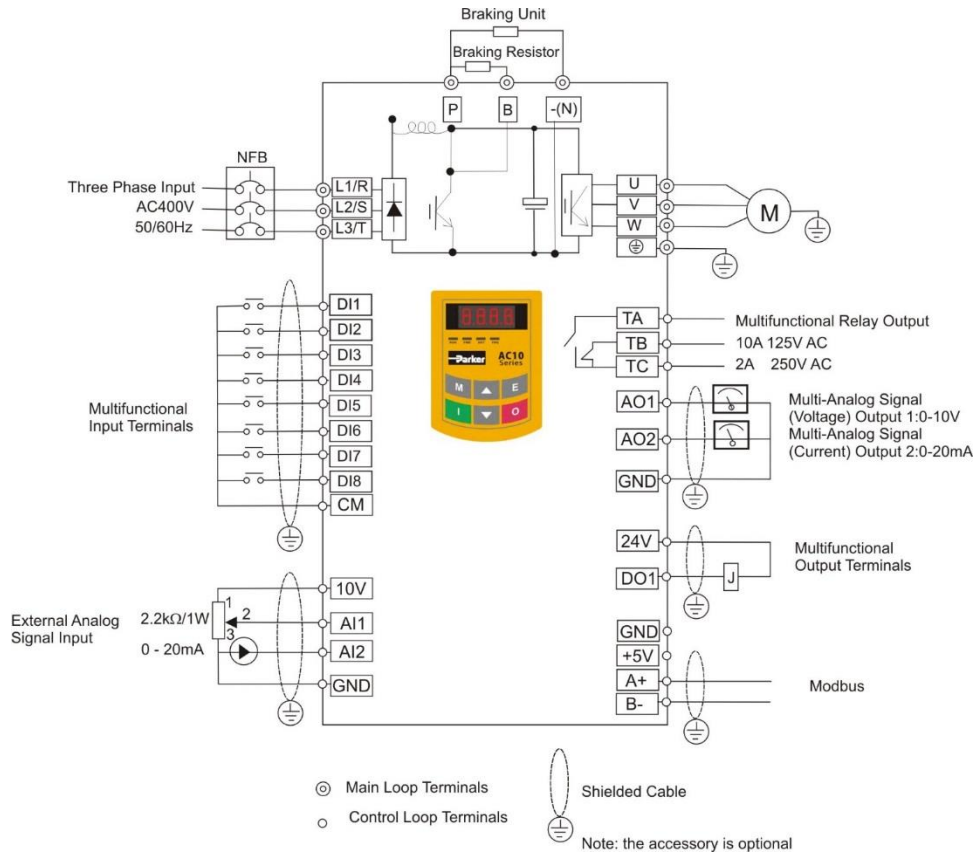 Braking Unit
Braking Resistor
P
B
-(N)
NFB
Three Phase Input
AC400V
50/60Hz
L1/R
L2/S
L3/T
U
V
W
M
DI1
DI2
DI3
DI4
DI5
DI6
DI7
DI8
CM
Multifunctional
Input Terminals
8.8.8.8.
Parker
AC10
Series
M
E
I
O
TA
TB
TC
Multifunctional Relay Output
10A 125V AC
2A 250V AC
AO1
AO2
GND
Multi-Analog Signal
(Voltage) Output 1:0-10V
Multi-Analog Signal
(Current) Output 2:0-20mA
24V
DO1
J
Multifunctional
Output Terminals
External Analog
Signal Input
2.2kΩ/1W
0 - 20mA
1
2
3
10V
AI1
AI2
GND
GND
+5V
A+
B-
Modbus
Main Loop Terminals
Control Loop Terminals
Shielded Cable
Note: the accessory is optional